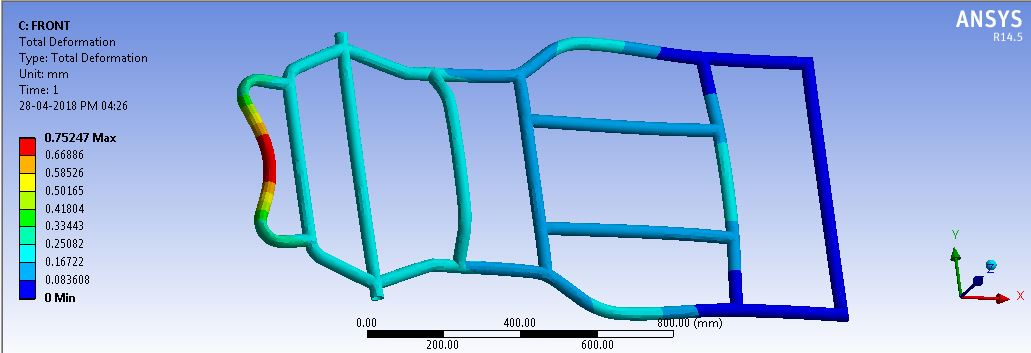 C: FRONT
Total Deformation
Type: Total Deformation
Unit: mm
Time: 1
28-04-2018 PM 04:26
0.75247 Max
0.66886
0.58526
0.50165
0.41804
0.33443
0.25082
0.16722
0.083608
0 Min
ANSYS
R14.5
Y
Z
X
0.00 400.00 800.00 (mm)
200.00 600.00